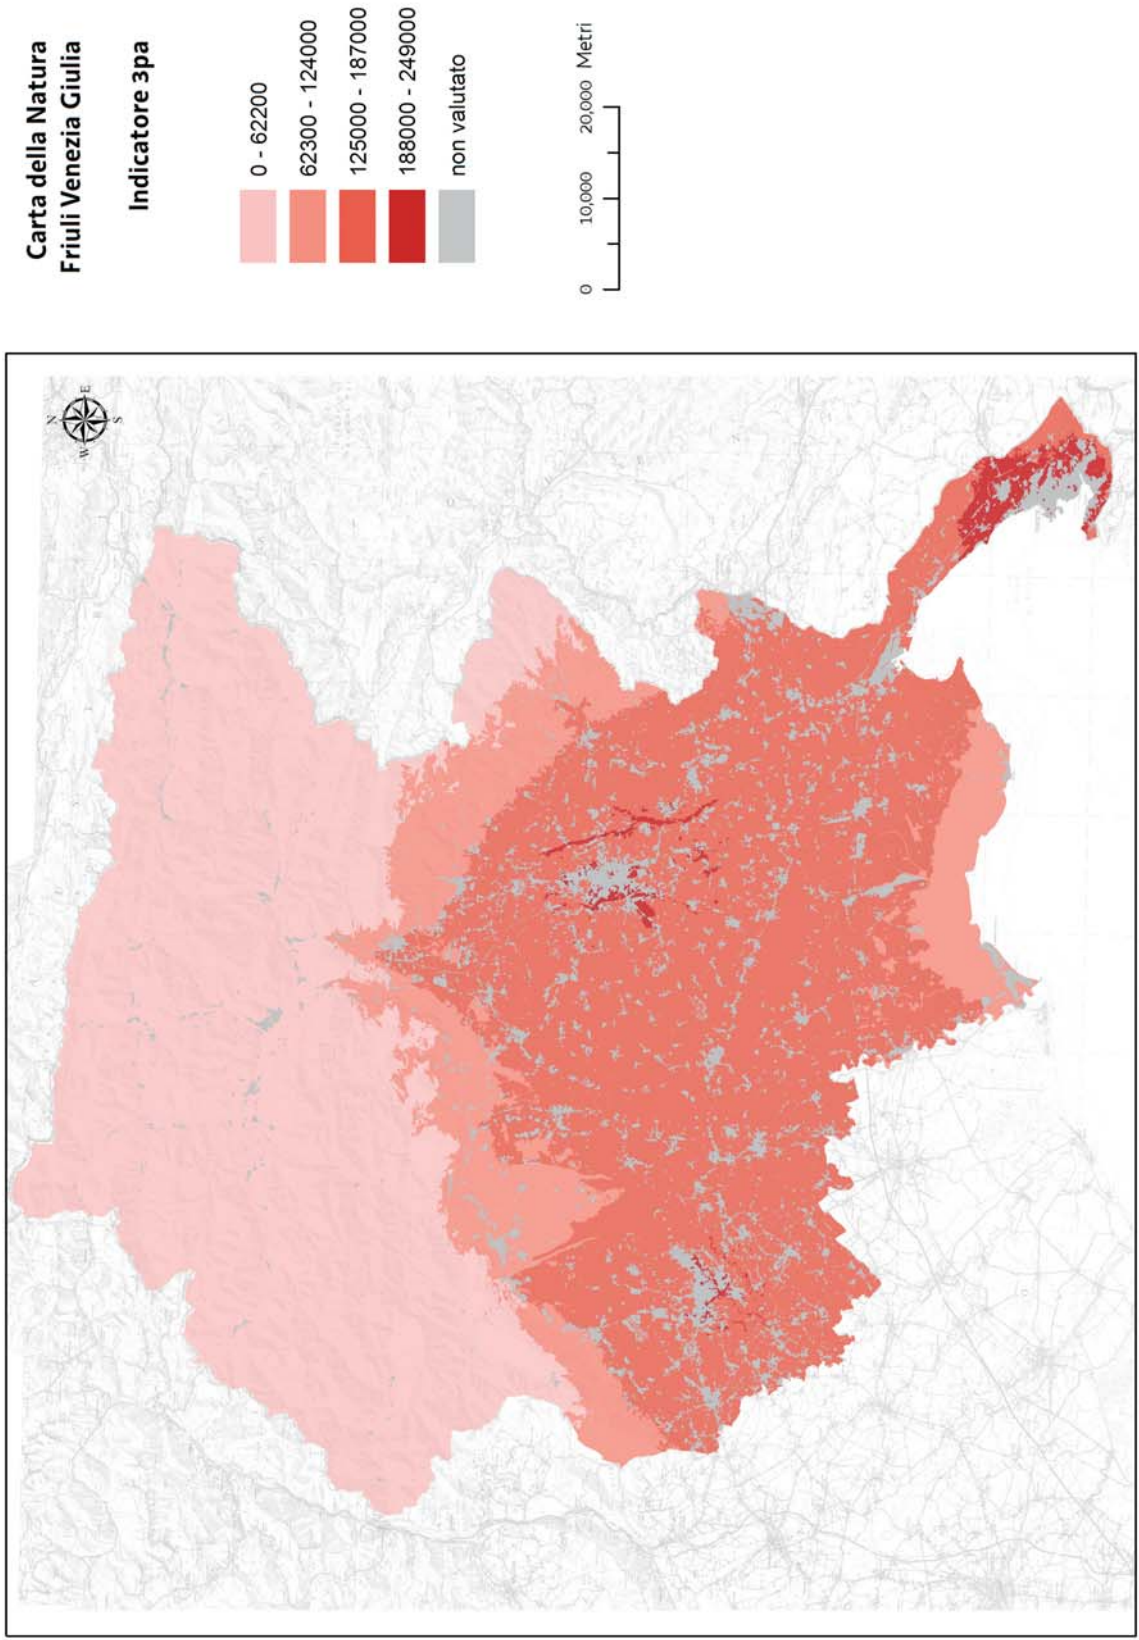 Carta della Natura
Friuli Venezia Giulia
Indicatore 3pa
0 - 62200
62300 - 124000
125000 - 187000
188000 - 249000
non valutato
0 10,000 20,000 Metri
N
W E
S